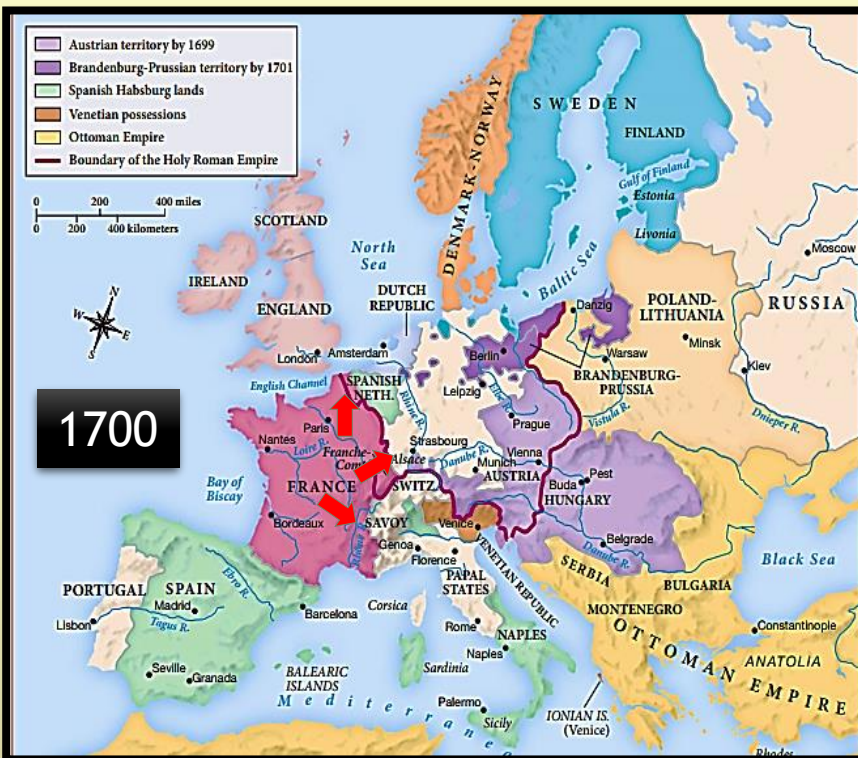 Austrian territory by 1699
Brandenburg-Prussian territory by 1701
Spanish Habsburg lands
Venetian possessions
Ottoman Empire
Boundary of the Holy Roman Empire
0 200 400 miles
0 200 400 kilometers
N
W
E
S
1700
SWEDEN
FINLAND
DENMARK-NORWAY
Gulf of Finland
Estonia
Livonia
Moscow
SCOTLAND
North
Sea
Baltic Sea
IRELAND
ENGLAND
DUTCH
REPUBLIC
Danzig
POLAND-
LITHUANIA
RUSSIA
Minsk
London
Amsterdam
Berlin
Warsaw
Kiev
English Channel
SPANISH
NETH.
Leipzig
BRANDENBURG-
PRUSSIA
Rhine R.
Elbe R.
Vistula R.
Dnieper R.
Paris
Prague
Nantes
Loire R.
Strasbourg
Franche-
Alsace
Danube R.
Munich
Vienna
AUSTRIA
Buda
Pest
HUNGARY
Bay of
Biscay
FRANCE
SWITZ.
Bordeaux
SAVOY
Venice
Genoa
Florence
VENETIAN REPUBLIC
Belgrade
Danube R.
Black Sea
SERBIA
BULGARIA
MONTENEGRO
PORTUGAL
SPAIN
Ebro R.
Madrid
Lisbon
Tagus R.
Barcelona
Corsica
PAPAL
STATES
Rome
NAPLES
Naples
Constantinople
OTTOMAN EMPIRE
ANATOLIA
Seville
Granada
BALEARIC
ISLANDS
Sardinia
Palermo
Sicily
IONIAN IS.
(Venice)
Mediterranea
Rhodes